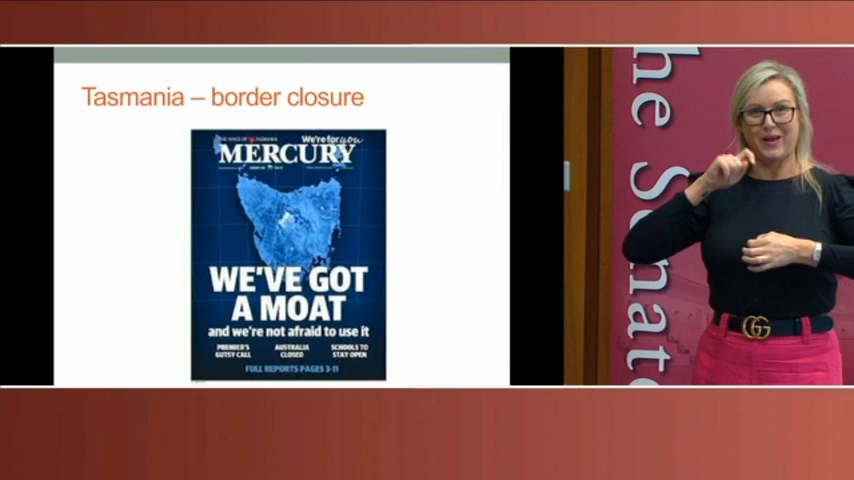 Tasmania – border closure
THE VOICE OF TASMANIA
We're for you
MERCURY
WE'VE GOT
A MOAT
and we're not afraid to use it
PREMIER'S
GUTSY CALL
AUSTRALIA
CLOSED
SCHOOLS TO
STAY OPEN
FULL REPORTS PAGES 3-11
The Senate
GG